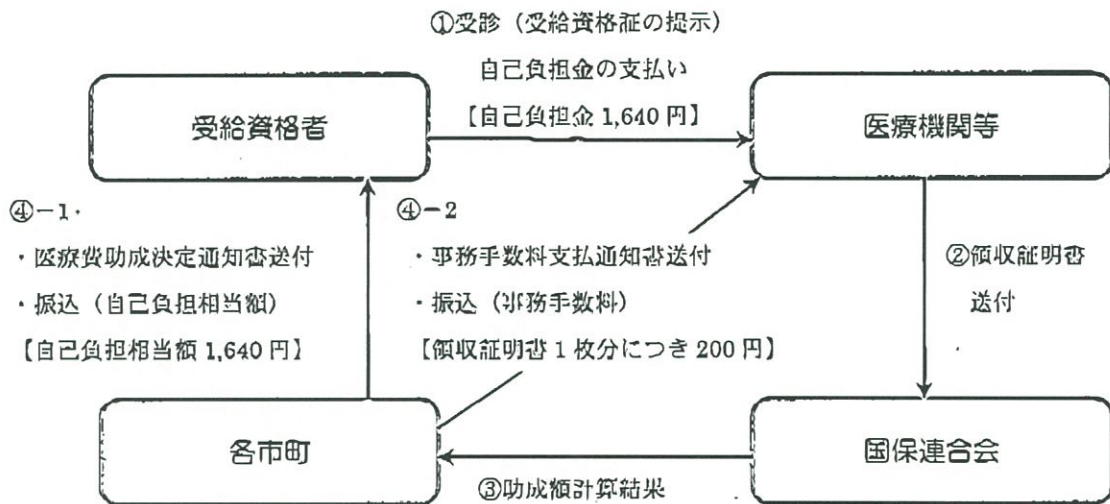 ①受診（受給資格証の提示）
自己負担金の支払い
【自己負担金 1,640 円】
受給資格者
医療機関等
④－1
・医療費助成決定通知書送付
・振込（自己負担相当額）
【自己負担相当額 1,640 円】
④－2
・事務手数料支払通知書送付
・振込（事務手数料）
【領収証明書 1 枚分につき 200 円】
②領収証明書
送付
各市町
国保連合会
③助成額計算結果